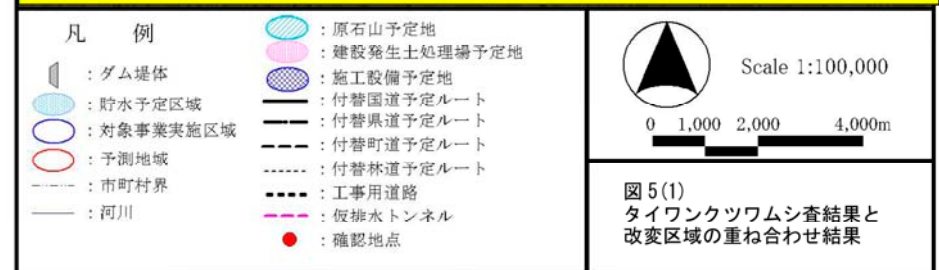 凡 例
：ダム堤体
：貯水予定区域
：対象事業実施区域
：予測地域
：市町村界
：河川
：原石山予定地
：建設発生土処理場予定地
：施工設備予定地
：付替国道予定ルート
：付替県道予定ルート
：付替町道予定ルート
：付替林道予定ルート
：工事用道路
：仮排水トンネル
：確認地点
Scale 1:100,000
0 1,000 2,000 4,000m
図 5(1)
タイワンクツワムシ査結果と
改変区域の重ね合わせ結果